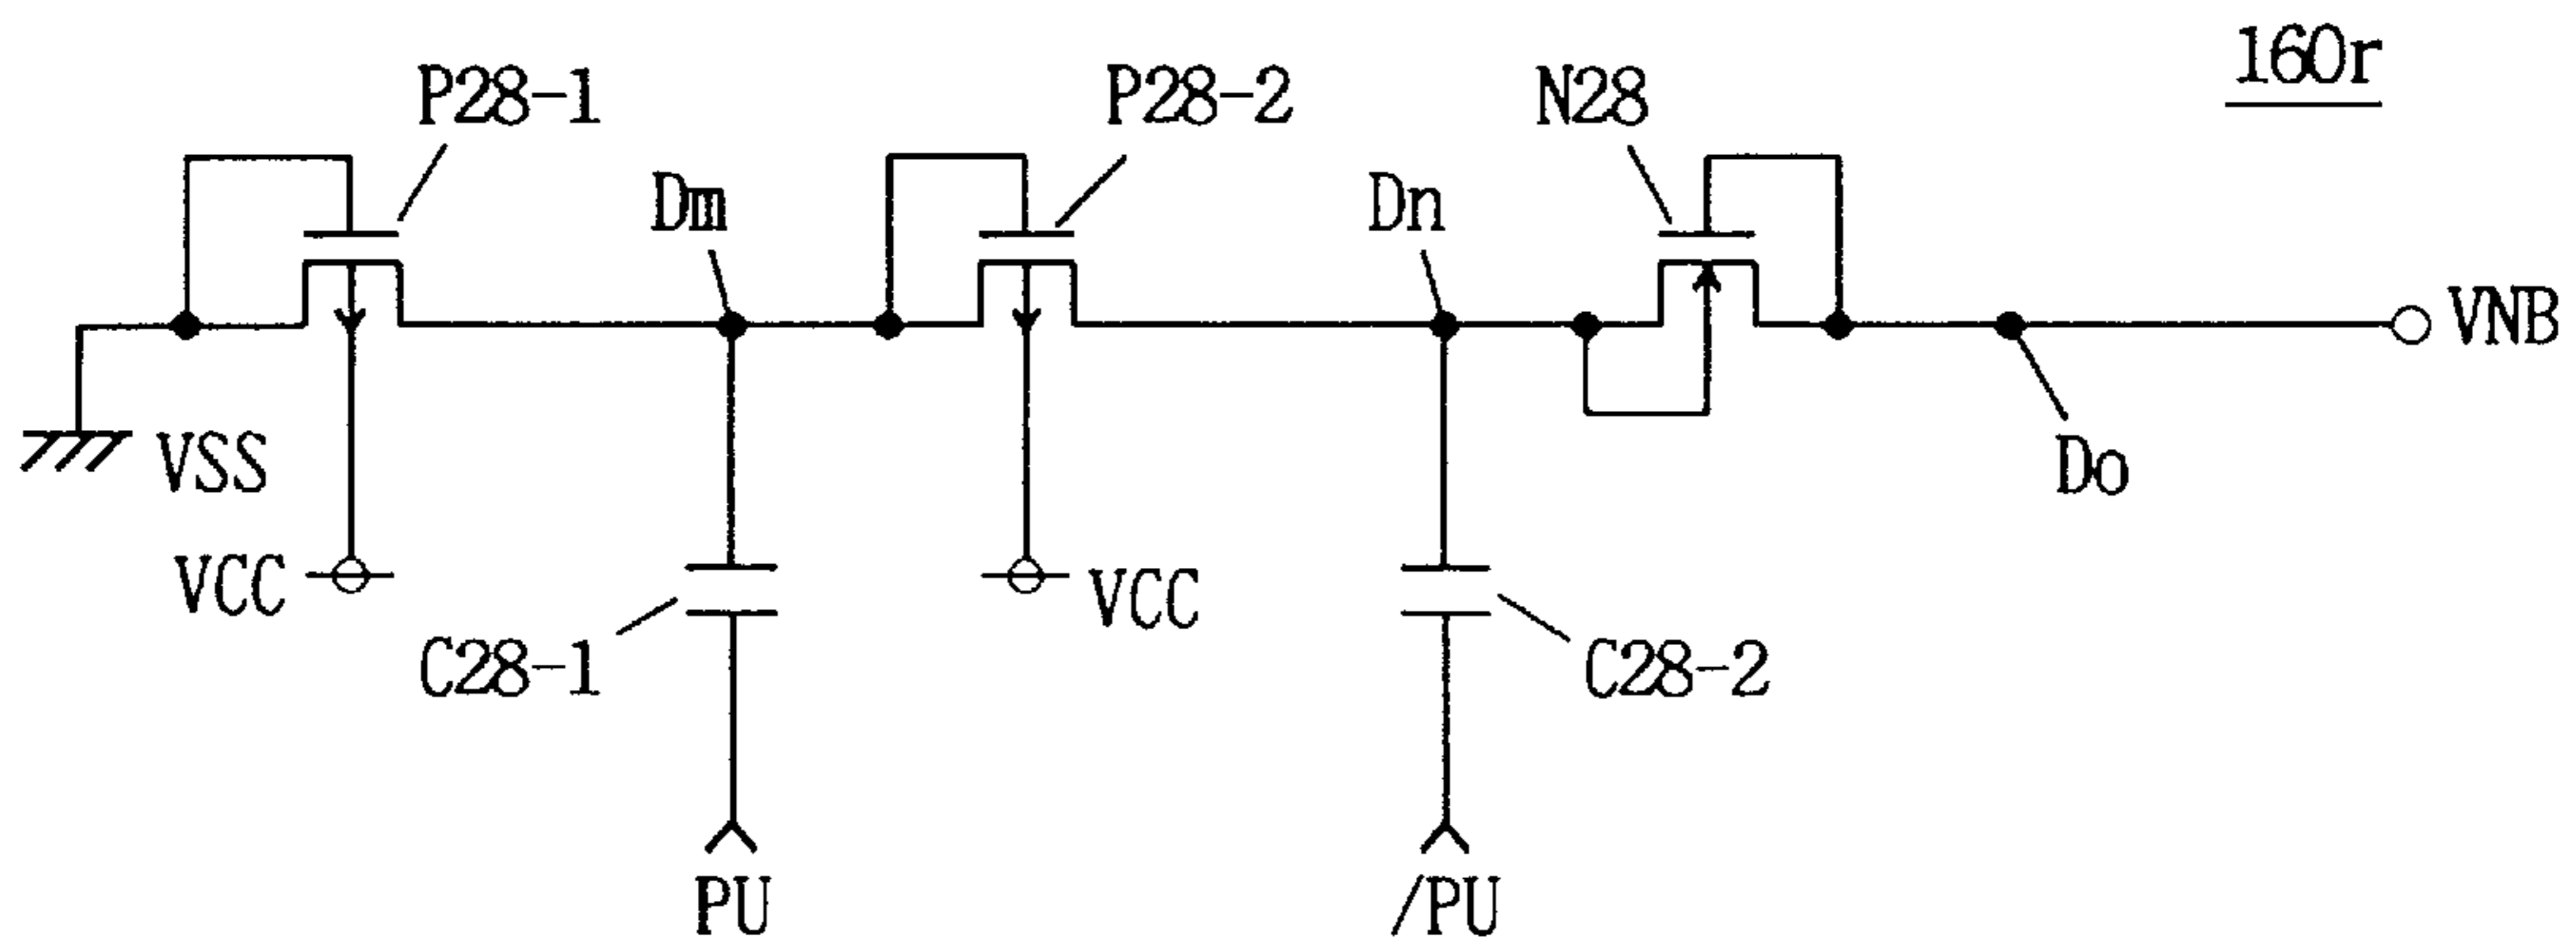 160r
P28-1
P28-2
N28
Dm
Dn
VNB
VSS
Do
VCC
VCC
C28-1
C28-2
PU
/PU